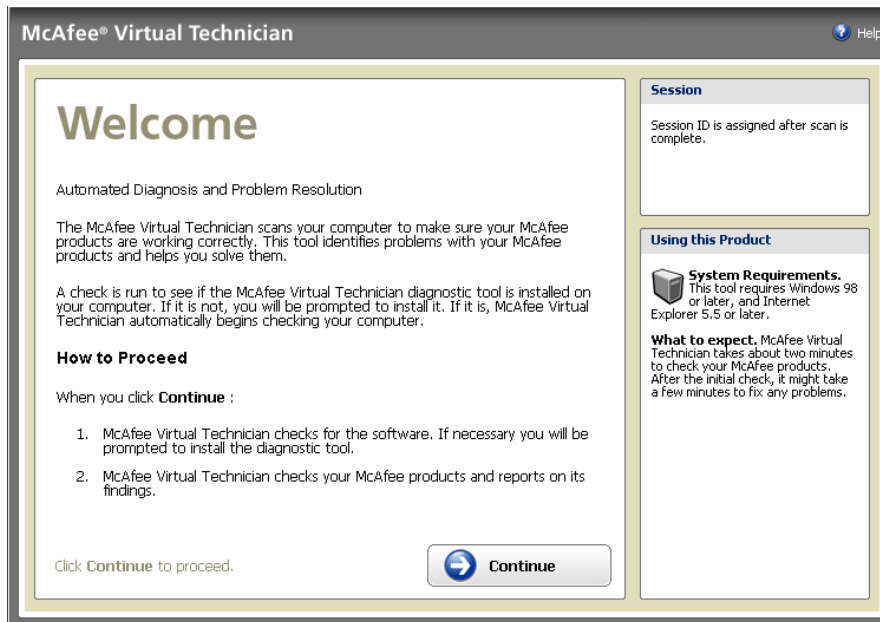 McAfee® Virtual Technician
Help
Welcome
Automated Diagnosis and Problem Resolution
The McAfee Virtual Technician scans your computer to make sure your McAfee
products are working correctly. This tool identifies problems with your McAfee
products and helps you solve them.
A check is run to see if the McAfee Virtual Technician diagnostic tool is installed on
your computer. If it is not, you will be prompted to install it. If it is, McAfee Virtual
Technician automatically begins checking your computer.
How to Proceed
When you click Continue :
1. McAfee Virtual Technician checks for the software. If necessary you will be
prompted to install the diagnostic tool.
2. McAfee Virtual Technician checks your McAfee products and reports on its
findings.
Click Continue to proceed.
Continue
Session
Session ID is assigned after scan is
complete.
Using this Product
System Requirements.
This tool requires Windows 98
or later, and Internet
Explorer 5.5 or later.
What to expect. McAfee Virtual
Technician takes about two minutes
to check your McAfee products.
After the initial check, it might take
a few minutes to fix any problems.